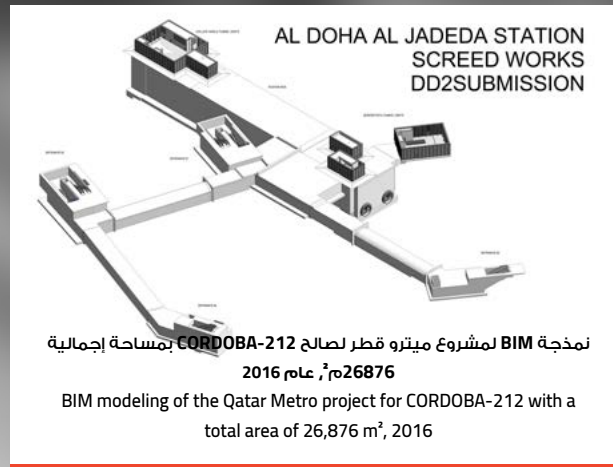 AL DOHA AL JADEDA STATION
SCREED WORKS
DD2SUBMISSION
نمذجة BIM لمشروع ميترو قطر لصالح CORDOBA-212 بمساحة إجمالية
26876م², عام 2016
BIM modeling of the Qatar Metro project for CORDOBA-212 with a
total area of 26,876 m², 2016